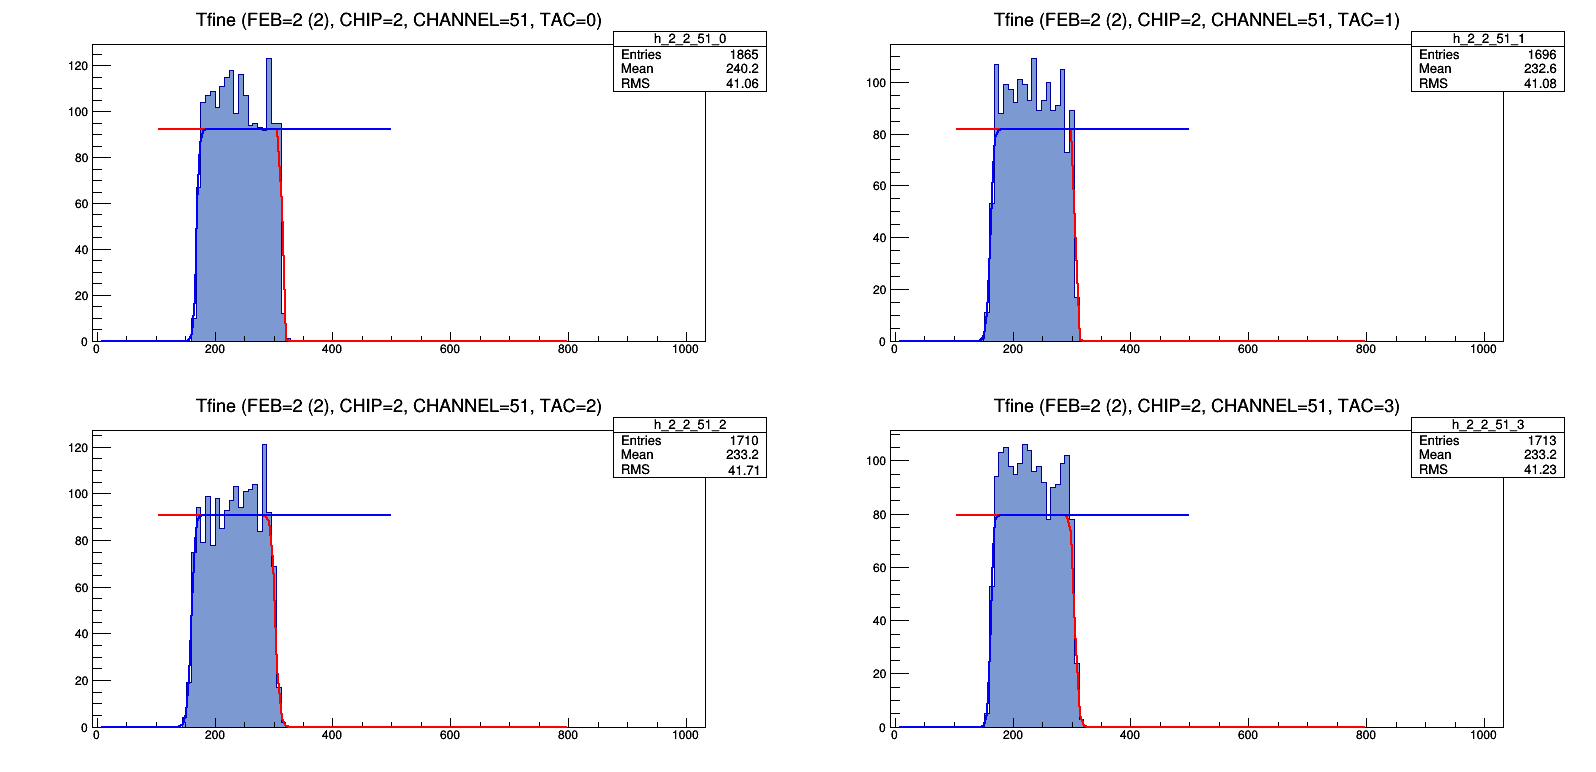 Tfine (FEB=2 (2), CHIP=2, CHANNEL=51, TAC=0)
h_2_2_51_0
Entries 1865
Mean 240.2
RMS 41.06
120
100
80
60
40
20
0
0 200 400 600 800 1000
Tfine (FEB=2 (2), CHIP=2, CHANNEL=51, TAC=1)
h_2_2_51_1
Entries 1696
Mean 232.6
RMS 41.08
100
80
60
40
20
0
0 200 400 600 800 1000
Tfine (FEB=2 (2), CHIP=2, CHANNEL=51, TAC=2)
h_2_2_51_2
Entries 1710
Mean 233.2
RMS 41.71
120
100
80
60
40
20
0
0 200 400 600 800 1000
Tfine (FEB=2 (2), CHIP=2, CHANNEL=51, TAC=3)
h_2_2_51_3
Entries 1713
Mean 233.2
RMS 41.23
100
80
60
40
20
0
0 200 400 600 800 1000